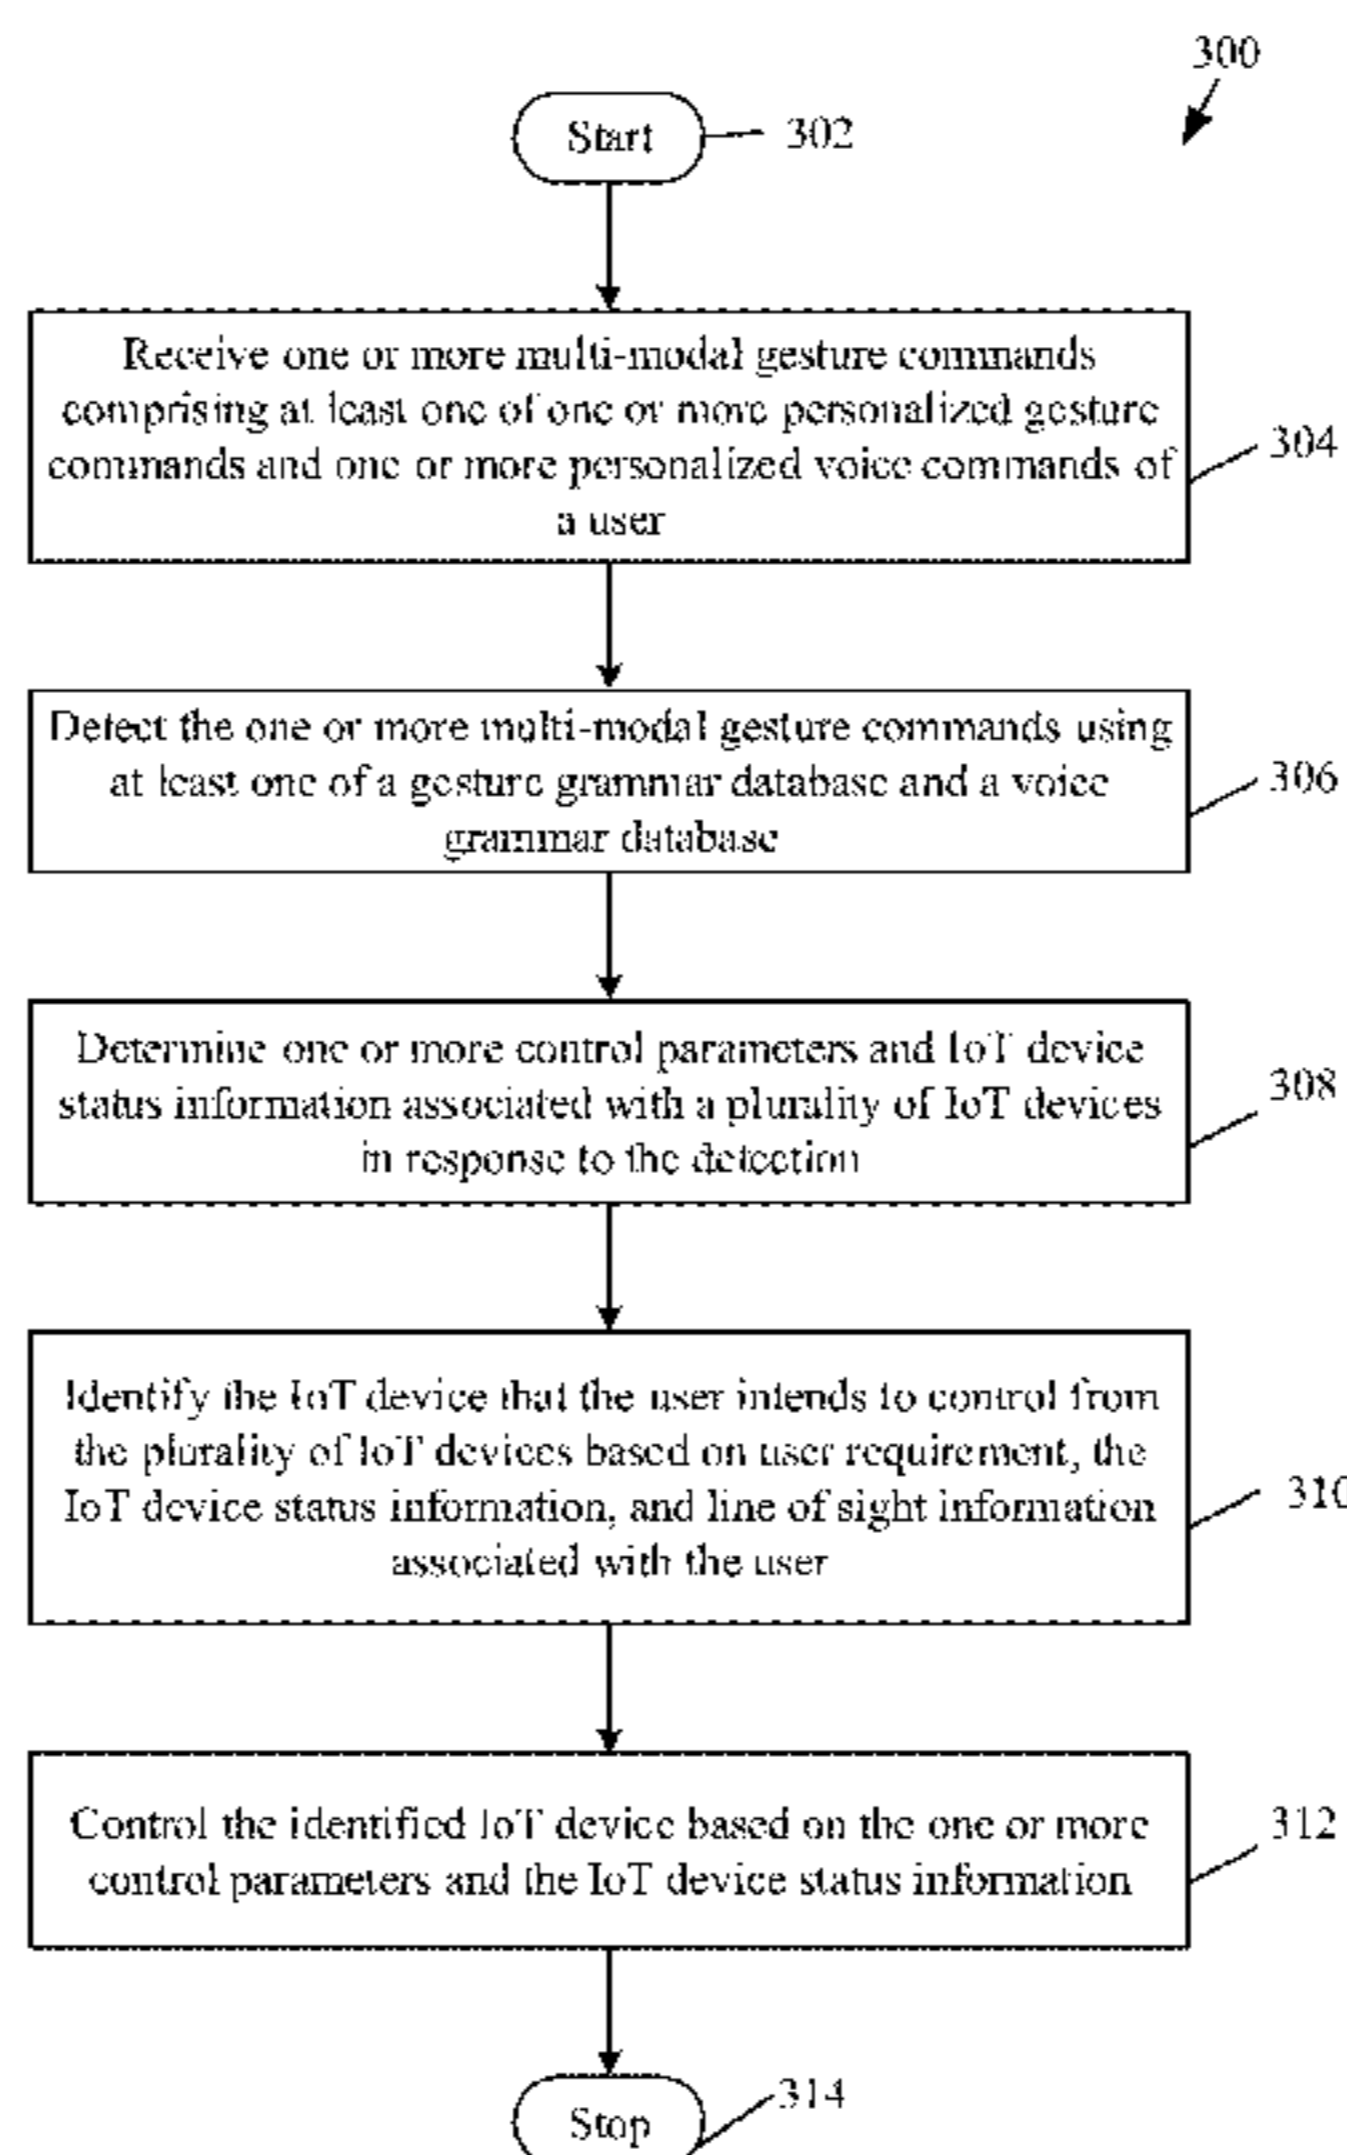 300
Start
302
Receive one or more multi-modal gesture commands
comprising at least one of one or more personalized gesture
commands and one or more personalized voice commands of
a user
304
Detect the one or more multi-modal gesture commands using
at least one of a gesture grammar database and a voice
grammar database
306
Determine one or more control parameters and IoT device
status information associated with a plurality of IoT devices
in response to the detection
308
Identify the IoT device that the user intends to control from
the plurality of IoT devices based on user requirement, the
IoT device status information, and line of sight information
associated with the user
310
Control the identified IoT device based on the one or more
control parameters and the IoT device status information
312
Stop
314